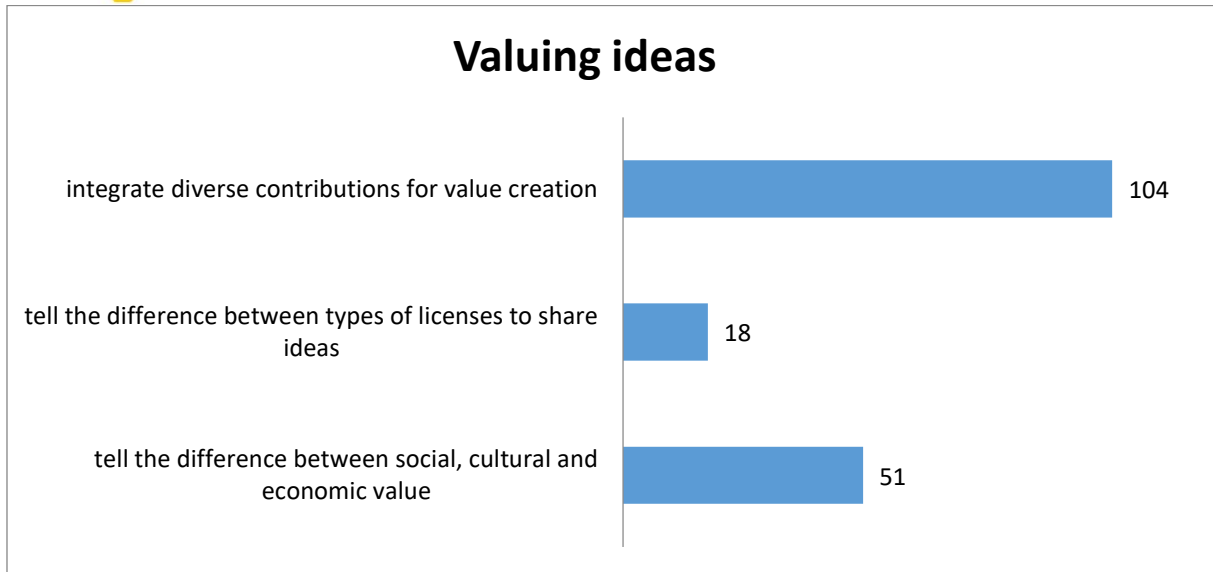 Valuing ideas
integrate diverse contributions for value creation
104
tell the difference between types of licenses to share
ideas
18
tell the difference between social, cultural and
economic value
51